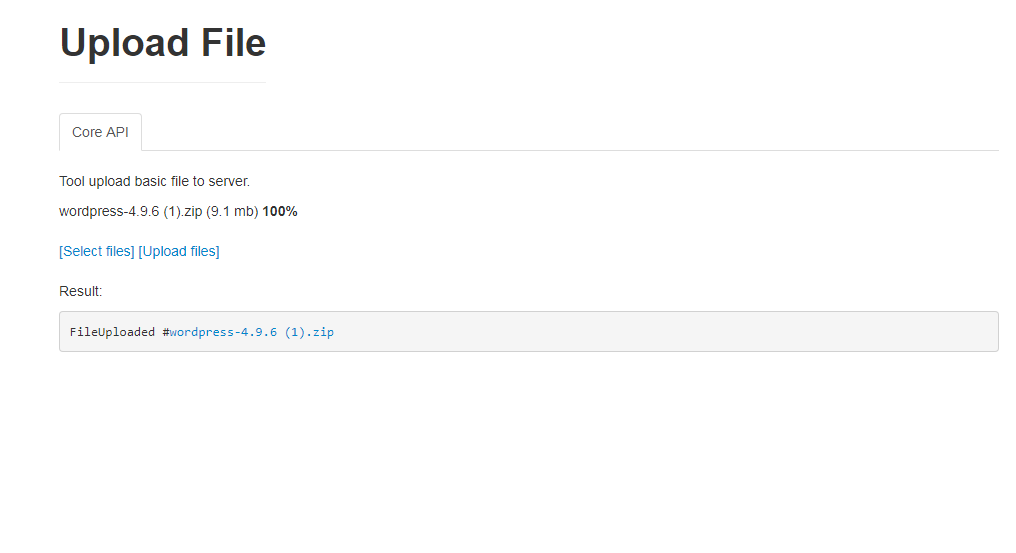 Upload File
Core API
Tool upload basic file to server.
wordpress-4.9.6 (1).zip (9.1 mb) 100%
[Select files] [Upload files]
Result:
FileUploaded #wordpress-4.9.6 (1).zip